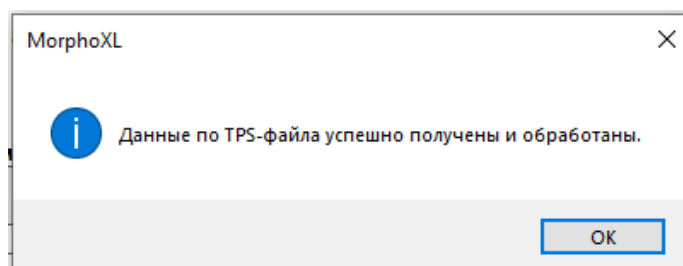 MorphoXL
Данные по TPS-файла успешно получены и обработаны.
OK